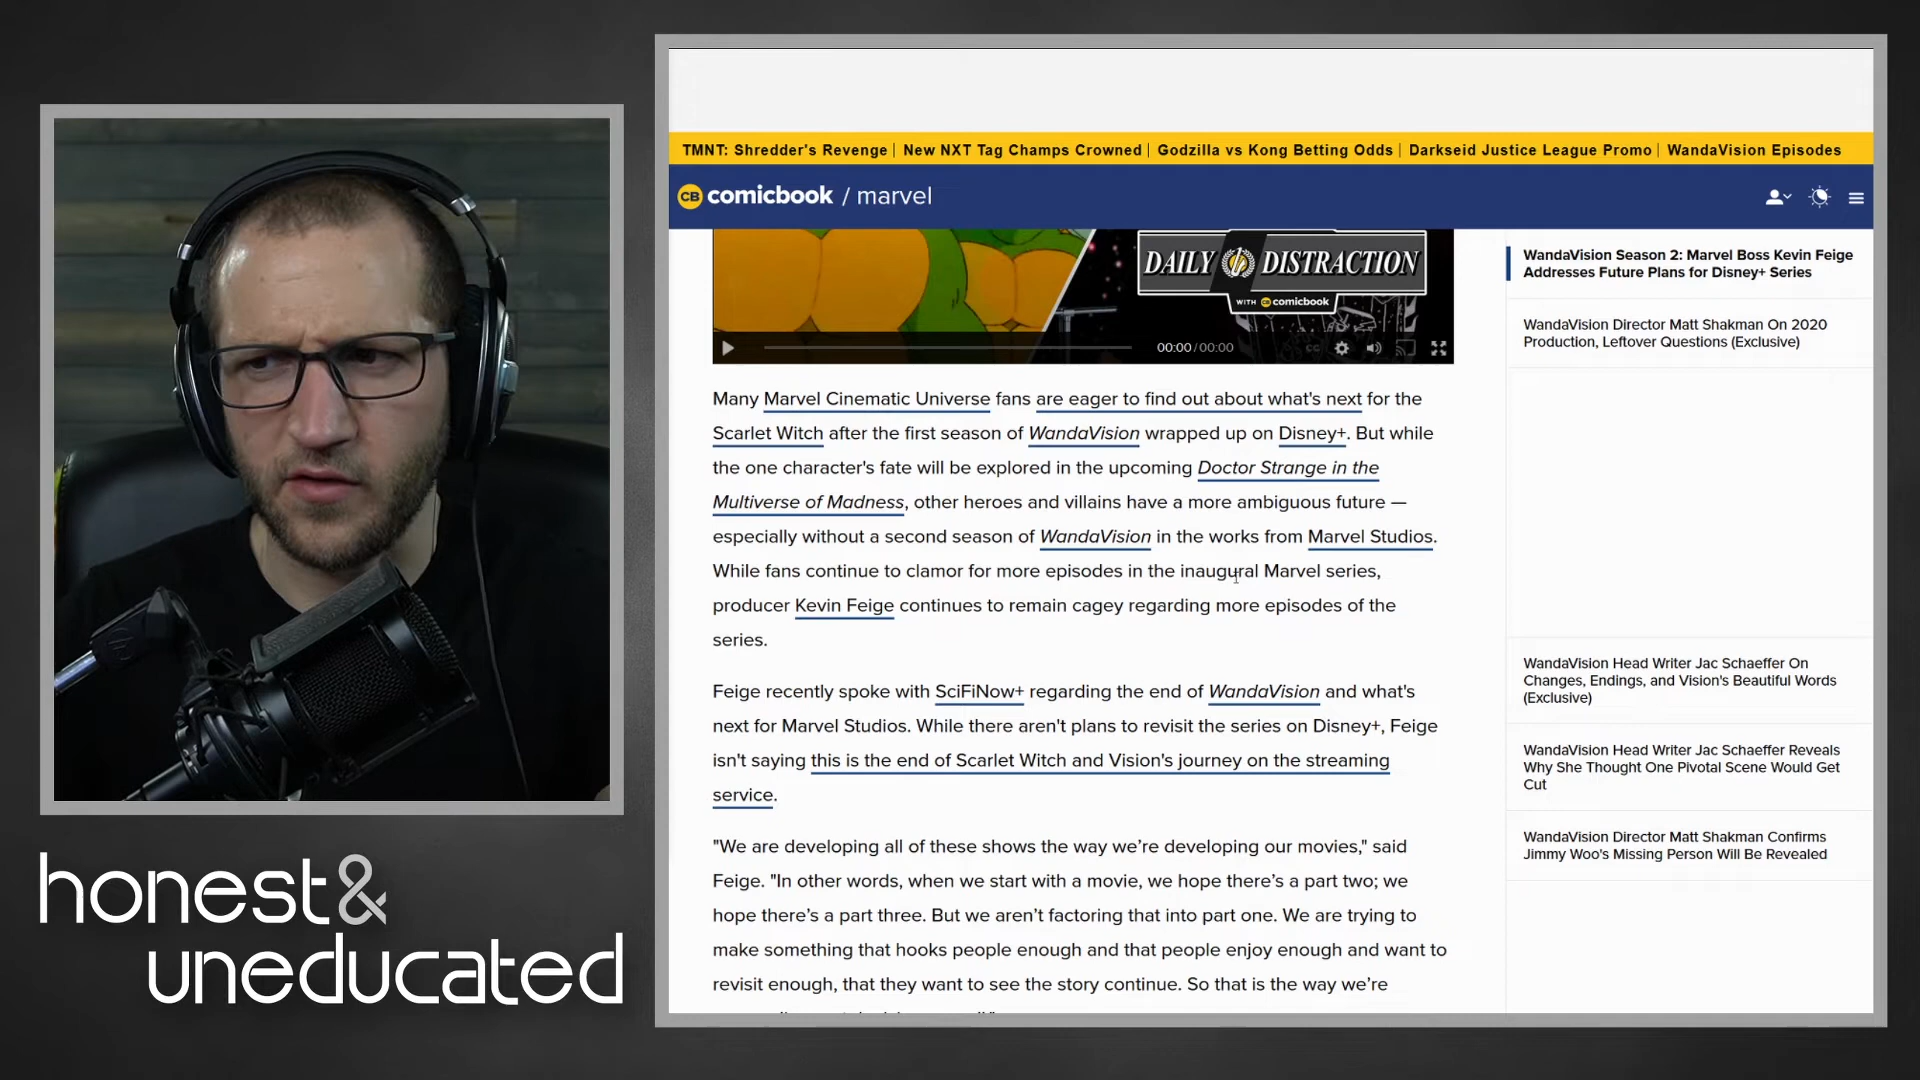 TMNT: Shredder's Revenge | New NXT Tag Champs Crowned | Godzilla vs Kong Betting Odds | Darkseid Justice League Promo | WandaVision Episodes
CB comicbook / marvel
DAILY DISTRACTION
WITH CB comicbook
00:00 / 00:00
CC
Many Marvel Cinematic Universe fans are eager to find out about what's next for the
Scarlet Witch after the first season of WandaVision wrapped up on Disney+. But while
the one character's fate will be explored in the upcoming Doctor Strange in the
Multiverse of Madness, other heroes and villains have a more ambiguous future —
especially without a second season of WandaVision in the works from Marvel Studios.
While fans continue to clamor for more episodes in the inaugural Marvel series,
producer Kevin Feige continues to remain cagey regarding more episodes of the
series.
Feige recently spoke with SciFiNow+ regarding the end of WandaVision and what's
next for Marvel Studios. While there aren't plans to revisit the series on Disney+, Feige
isn't saying this is the end of Scarlet Witch and Vision's journey on the streaming
service.
"We are developing all of these shows the way we're developing our movies," said
Feige. "In other words, when we start with a movie, we hope there's a part two; we
hope there's a part three. But we aren't factoring that into part one. We are trying to
make something that hooks people enough and that people enjoy enough and want to
revisit enough, that they want to see the story continue. So that is the way we're
WandaVision Season 2: Marvel Boss Kevin Feige
Addresses Future Plans for Disney+ Series
WandaVision Director Matt Shakman On 2020
Production, Leftover Questions (Exclusive)
WandaVision Head Writer Jac Schaeffer On
Changes, Endings, and Vision's Beautiful Words
(Exclusive)
WandaVision Head Writer Jac Schaeffer Reveals
Why She Thought One Pivotal Scene Would Get
Cut
WandaVision Director Matt Shakman Confirms
Jimmy Woo's Missing Person Will Be Revealed
honest&
uneducated